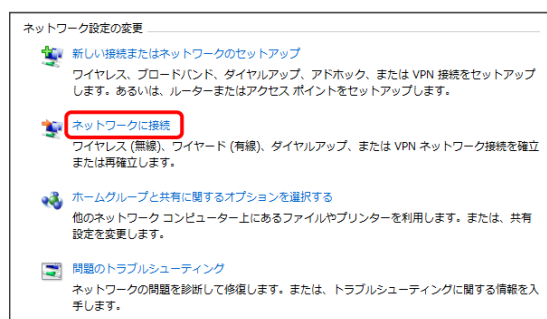 ネットワーク設定の変更
新しい接続またはネットワークのセットアップ
ワイヤレス、ブロードバンド、ダイヤルアップ、アドホック、または VPN 接続をセットアップ
します。あるいは、ルーターまたはアクセス ポイントをセットアップします。
ネットワークに接続
ワイヤレス (無線)、ワイヤード (有線)、ダイヤルアップ、または VPN ネットワーク接続を確立
または再確立します。
ホームグループと共有に関するオプションを選択する
他のネットワーク コンピューター上にあるファイルやプリンターを利用します。または、共有
設定を変更します。
問題のトラブルシューティング
ネットワークの問題を診断して修復します。または、トラブルシューティングに関する情報を入
手します。